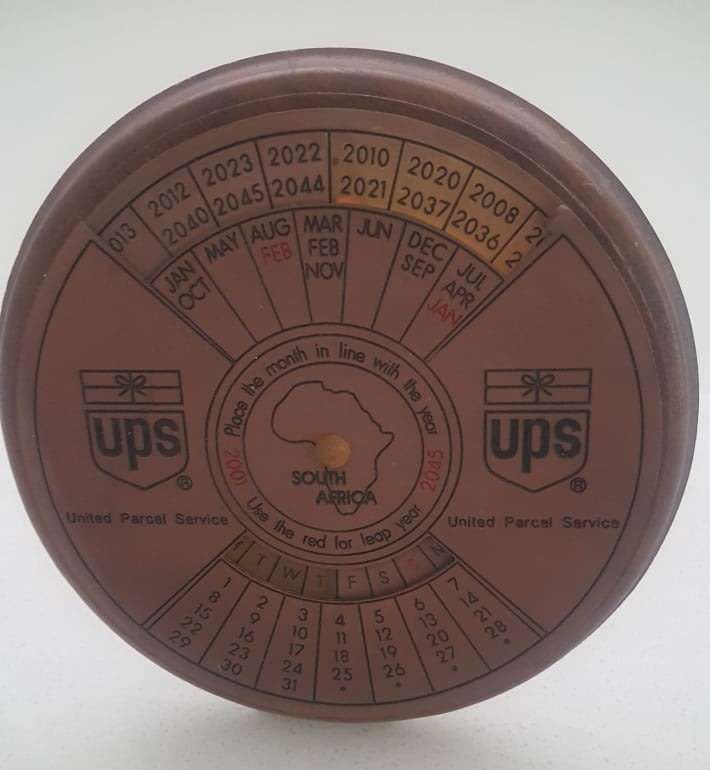 013 2012 2023 2022 2010 2020 2008
2040 2045 2044 2021 2037 2036
JAN MAY AUG MAR JUN DEC JUL
OCT FEB FEB SEP APR
NOV JAN
Place the month in line with the year
200
2045
SOUTH
AFRICA
Use the red for leap year
ups
®
United Parcel Service
ups
®
United Parcel Service
T W T F S S
1 2 3 4 5 6 7
8 9 10 11 12 13 14
15 16 17 18 19 20 21
22 23 24 25 26 27 28
29 30 31